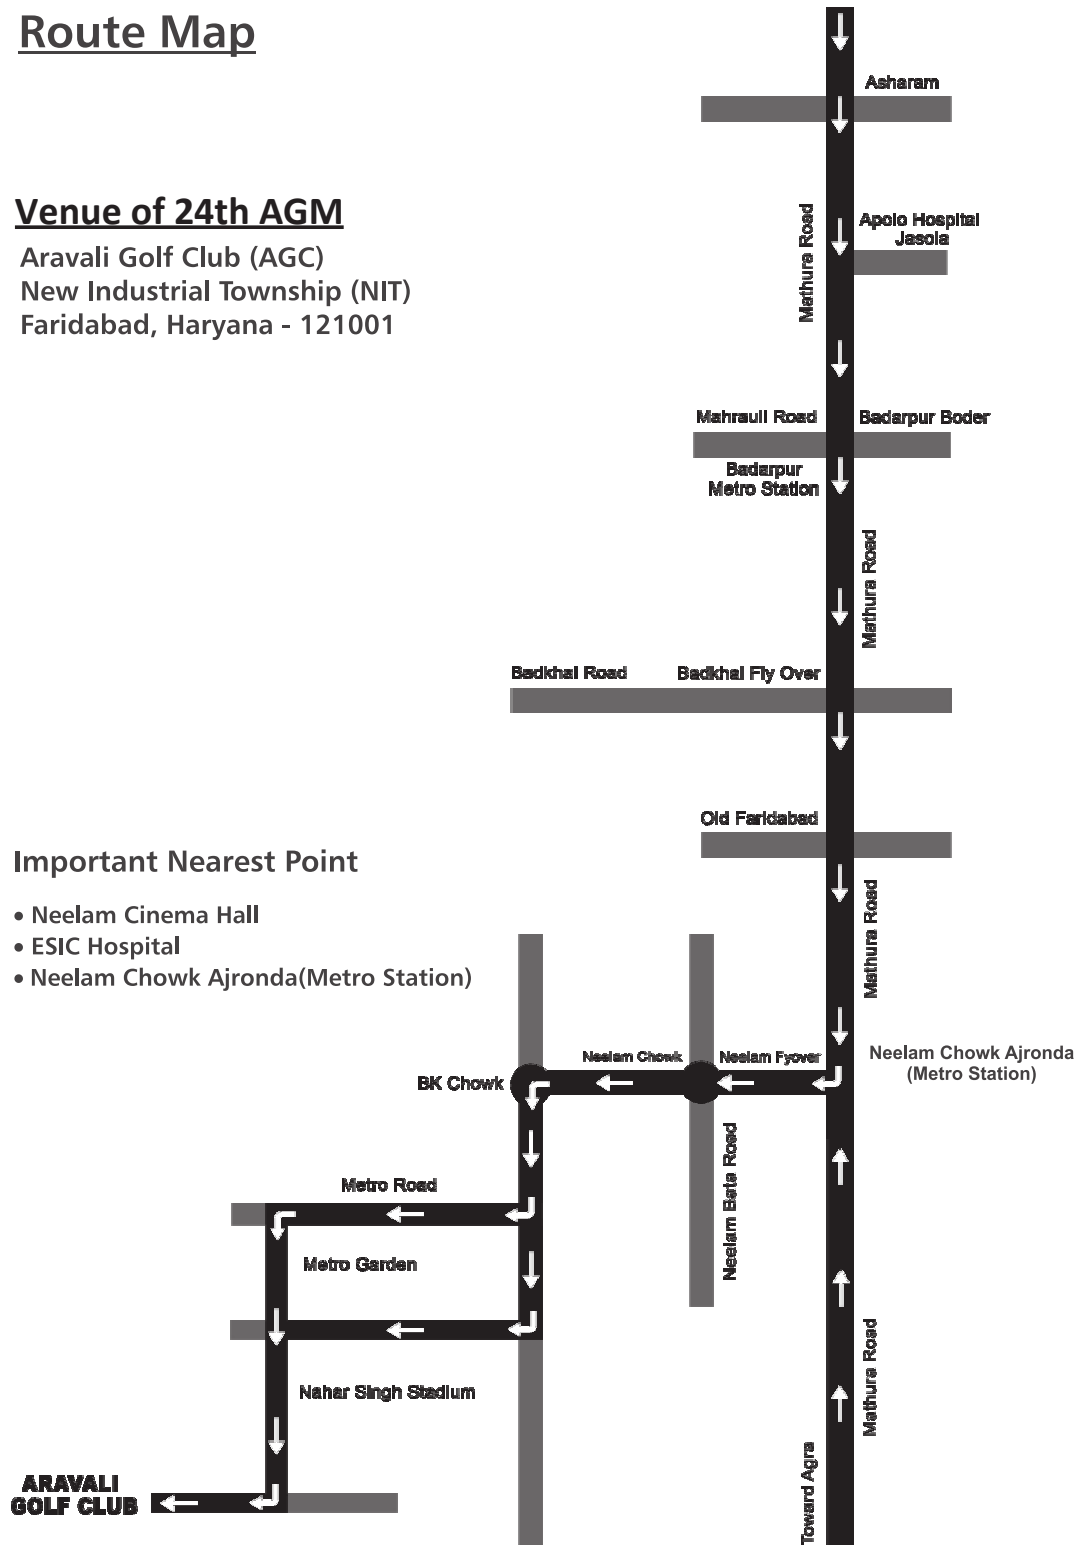 Route Map
Asharam
Venue of 24th AGM
Aravali Golf Club (AGC)
New Industrial Township (NIT)
Faridabad, Haryana - 121001
Mathura Road
Apolo Hospital
Jasola
Mahrauli Road
Badarpur Boder
Badarpur
Metro Station
Mathura Road
Badkhal Road
Badkhal Fly Over
Old Faridabad
Important Nearest Point
• Neelam Cinema Hall
• ESIC Hospital
• Neelam Chowk Ajronda(Metro Station)
Mathura Road
Neelam Chowk
Neelam Fyover
Neelam Chowk Ajronda
(Metro Station)
BK Chowk
Neelam Bata Road
Metro Road
Metro Garden
Mathura Road
Nahar Singh Stadium
Toward Agra
ARAVALI
GOLF CLUB